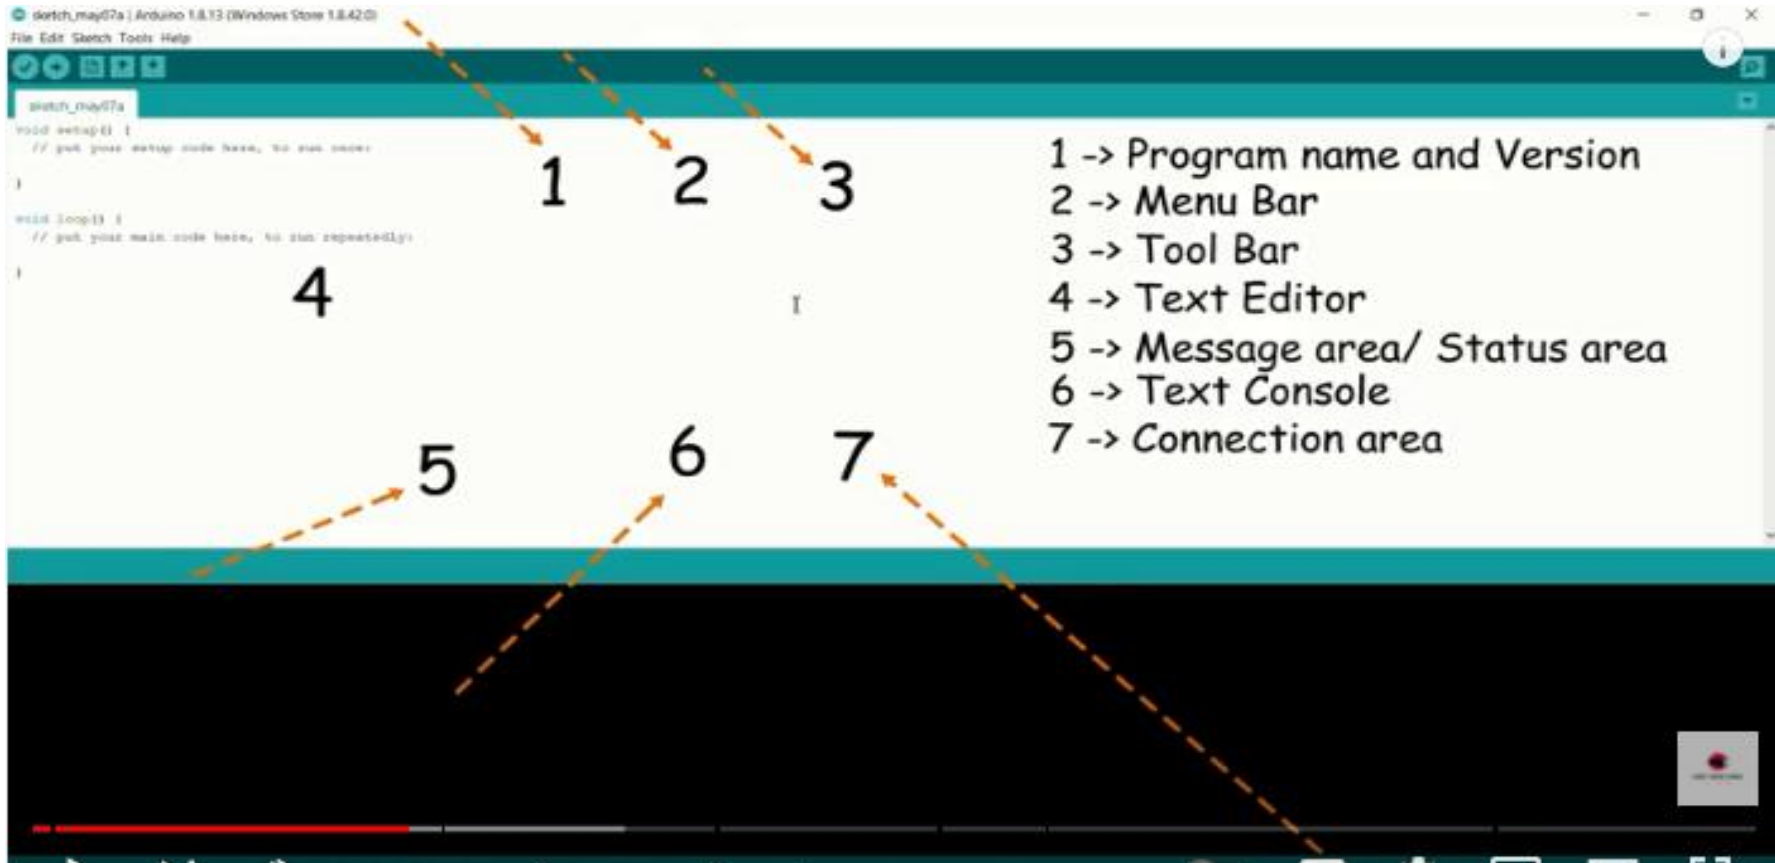 sketch_may07a | Arduino 1.8.13 (Windows Store 1.8.42.0)
File Edit Sketch Tools Help
sketch_may07a
void setup() {
// put your setup code here, to run once:
}
void loop() {
// put your main code here, to run repeatedly:
}
1
2
3
4
5
6
7
1 -> Program name and Version
2 -> Menu Bar
3 -> Tool Bar
4 -> Text Editor
5 -> Message area/ Status area
6 -> Text Console
7 -> Connection area